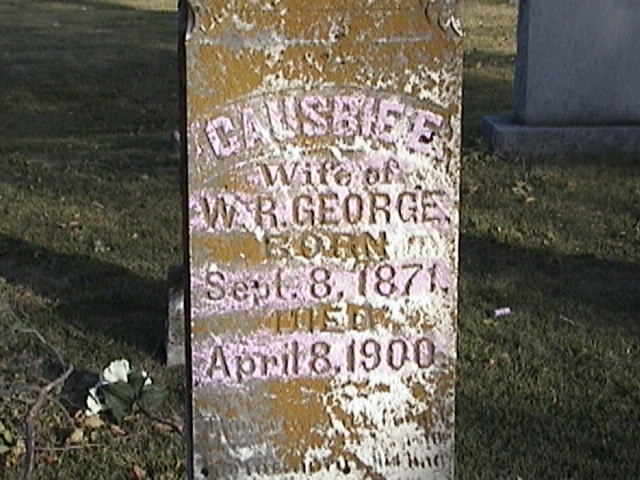 CAUSBIE E.
Wife of
W. R. GEORGE.
BORN
Sept. 8, 1871.
DIED
April 8, 1900.